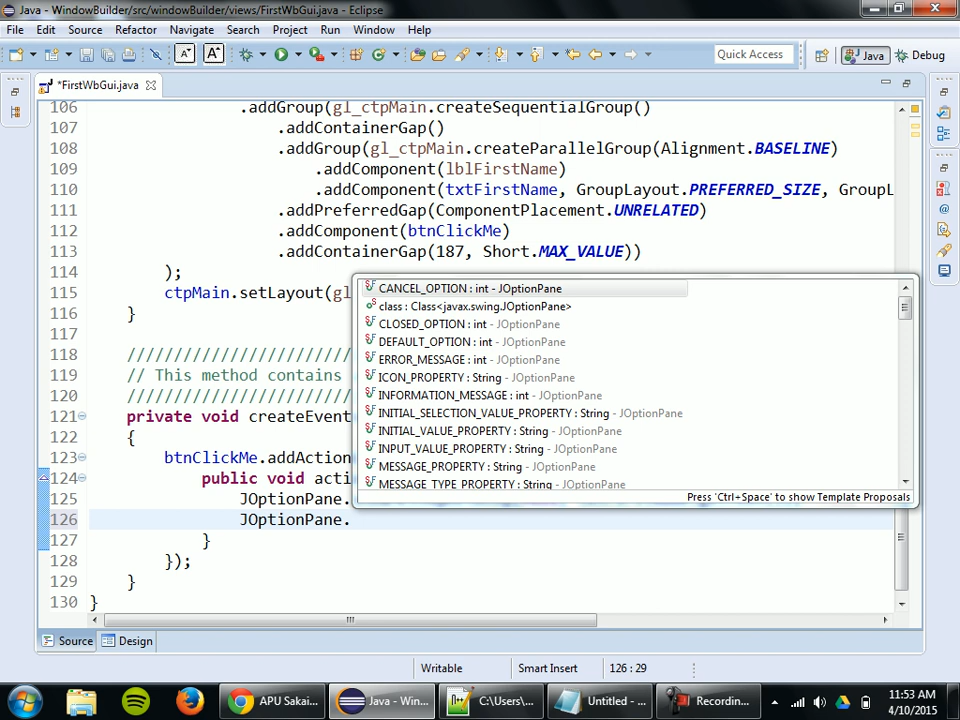 Java - WindowBuilder/src/windowBuilder/views/FirstWbGui.java - Eclipse
File Edit Source Refactor Navigate Search Project Run Window Help
Quick Access Java Debug
*FirstWbGui.java
106 .addGroup(gl_ctpMain.createSequentialGroup()
107 .addContainerGap()
108 .addGroup(gl_ctpMain.createParallelGroup(Alignment.BASELINE)
109 .addComponent(lblFirstName)
110 .addComponent(txtFirstName, GroupLayout.PREFERRED_SIZE, GroupL
111 .addPreferredGap(ComponentPlacement.UNRELATED)
112 .addComponent(btnClickMe)
113 .addContainerGap(187, Short.MAX_VALUE))
114 );
115 ctpMain.setLayout(gl
116 }
117
118 ////////////////////////
119 // This method contains
120 ////////////////////////
121 private void createEvent
122 {
123 btnClickMe.addAction
124 public void acti
125 JOptionPane.
126 JOptionPane.
127 }
128 });
129 }
130 }
CANCEL_OPTION : int - JOptionPane
class : Class<javax.swing.JOptionPane>
CLOSED_OPTION : int - JOptionPane
DEFAULT_OPTION : int - JOptionPane
ERROR_MESSAGE : int - JOptionPane
ICON_PROPERTY : String - JOptionPane
INFORMATION_MESSAGE : int - JOptionPane
INITIAL_SELECTION_VALUE_PROPERTY : String - JOptionPane
INITIAL_VALUE_PROPERTY : String - JOptionPane
INPUT_VALUE_PROPERTY : String - JOptionPane
MESSAGE_PROPERTY : String - JOptionPane
MESSAGE_TYPE_PROPERTY : String - JOptionPane
Press 'Ctrl+Space' to show Template Proposals
Source Design
Writable Smart Insert 126 : 29
APU Sakai... Java - Win... C:\Users\... Untitled - ... Recordin...
11:53 AM
4/10/2015